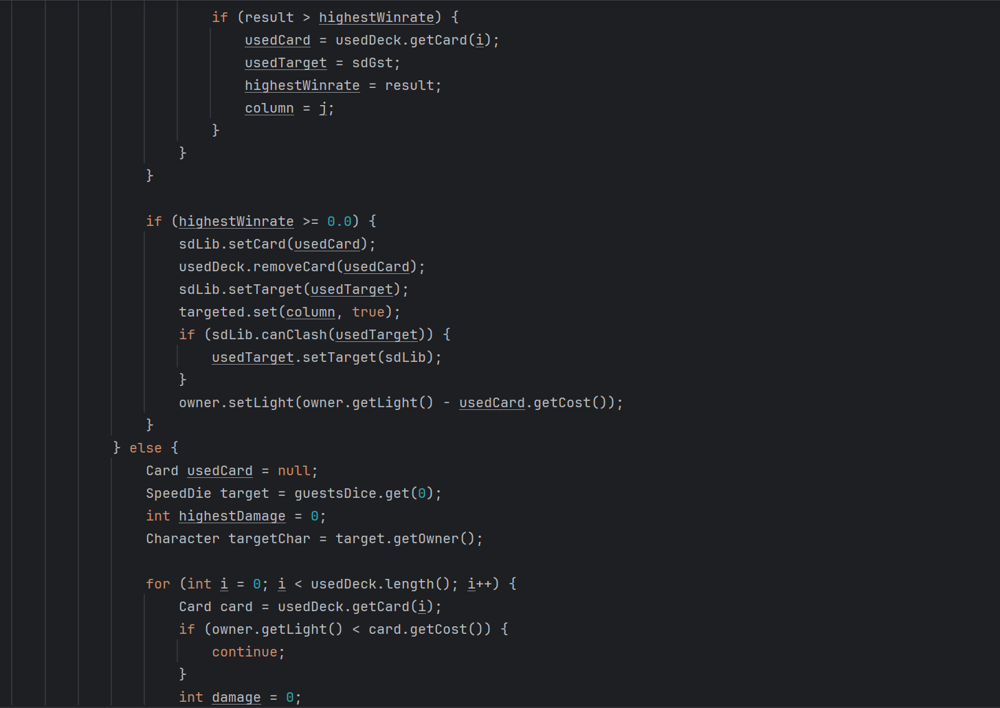 if (result > highestWinrate) {
usedCard = usedDeck.getCard(i);
usedTarget = sdGst;
highestWinrate = result;
column = j;
}
}
}
if (highestWinrate >= 0.0) {
sdLib.setCard(usedCard);
usedDeck.removeCard(usedCard);
sdLib.setTarget(usedTarget);
targeted.set(column, true);
if (sdLib.canClash(usedTarget)) {
usedTarget.setTarget(sdLib);
}
owner.setLight(owner.getLight() - usedCard.getCost());
}
} else {
Card usedCard = null;
SpeedDie target = guestsDice.get(0);
int highestDamage = 0;
Character targetChar = target.getOwner();
for (int i = 0; i < usedDeck.length(); i++) {
Card card = usedDeck.getCard(i);
if (owner.getLight() < card.getCost()) {
continue;
}
int damage = 0;